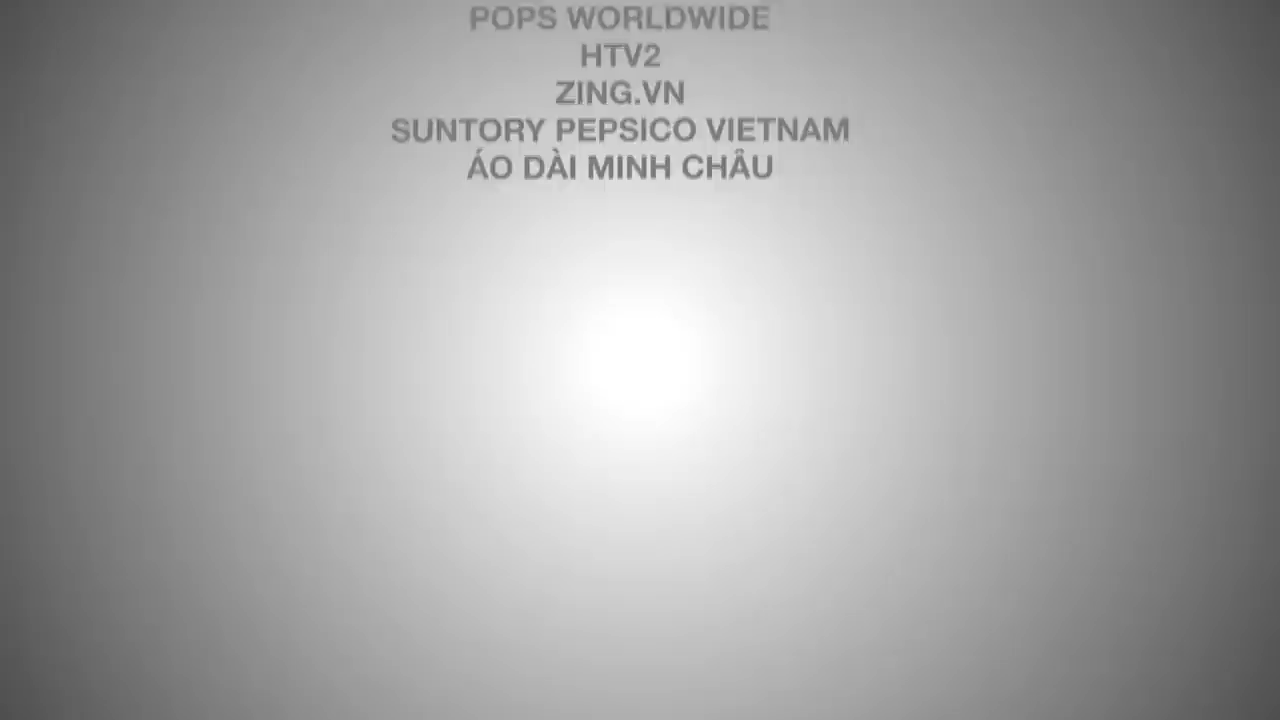 POPS WORLDWIDE
HTV2
ZING.VN
SUNTORY PEPSICO VIETNAM
ÁO DÀI MINH CHÂU